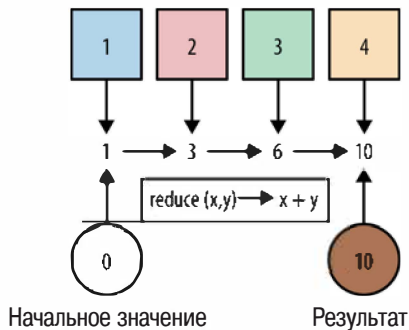 1 2 3 4
1 3 6 10
reduce (x,y) → x + y
0 10
Начальное значение Результат